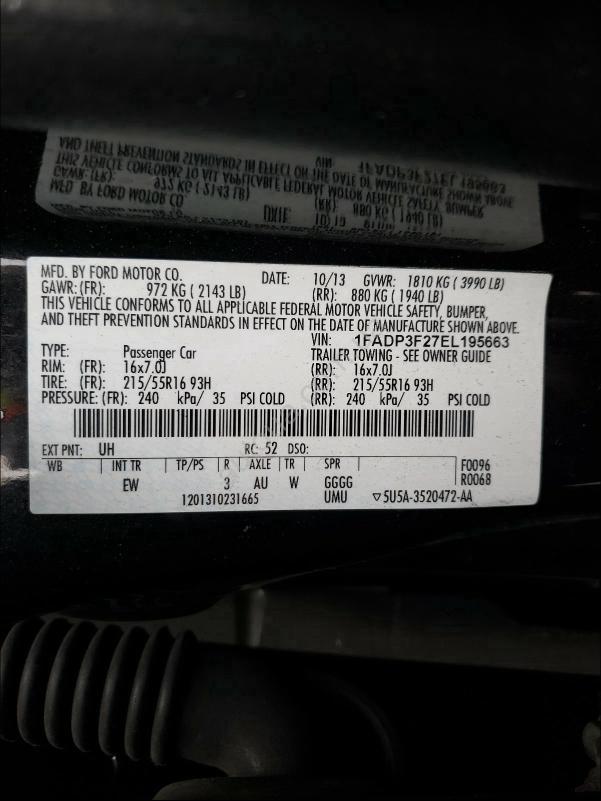 MFD. BY FORD MOTOR CO. DATE: 10/13 GVWR: 1810 KG ( 3990 LB)
GAWR: (FR): 972 KG ( 2143 LB) (RR): 880 KG ( 1940 LB)
THIS VEHICLE CONFORMS TO ALL APPLICABLE FEDERAL MOTOR VEHICLE SAFETY, BUMPER,
AND THEFT PREVENTION STANDARDS IN EFFECT ON THE DATE OF MANUFACTURE SHOWN ABOVE.
VIN: 1FADP3F27EL195663
TYPE: Passenger Car TRAILER TOWING - SEE OWNER GUIDE
RIM: (FR): 16x7.0J (RR): 16x7.0J
TIRE: (FR): 215/55R16 93H (RR): 215/55R16 93H
PRESSURE: (FR): 240 kPa/ 35 PSI COLD (RR): 240 kPa/ 35 PSI COLD
EXT PNT: UH RC: 52 DSO:
WB INT TR TP/PS R AXLE TR SPR F0096
EW 3 AU W GGGG R0068
1201310231665 UMU ▽5U5A-3520472-AA